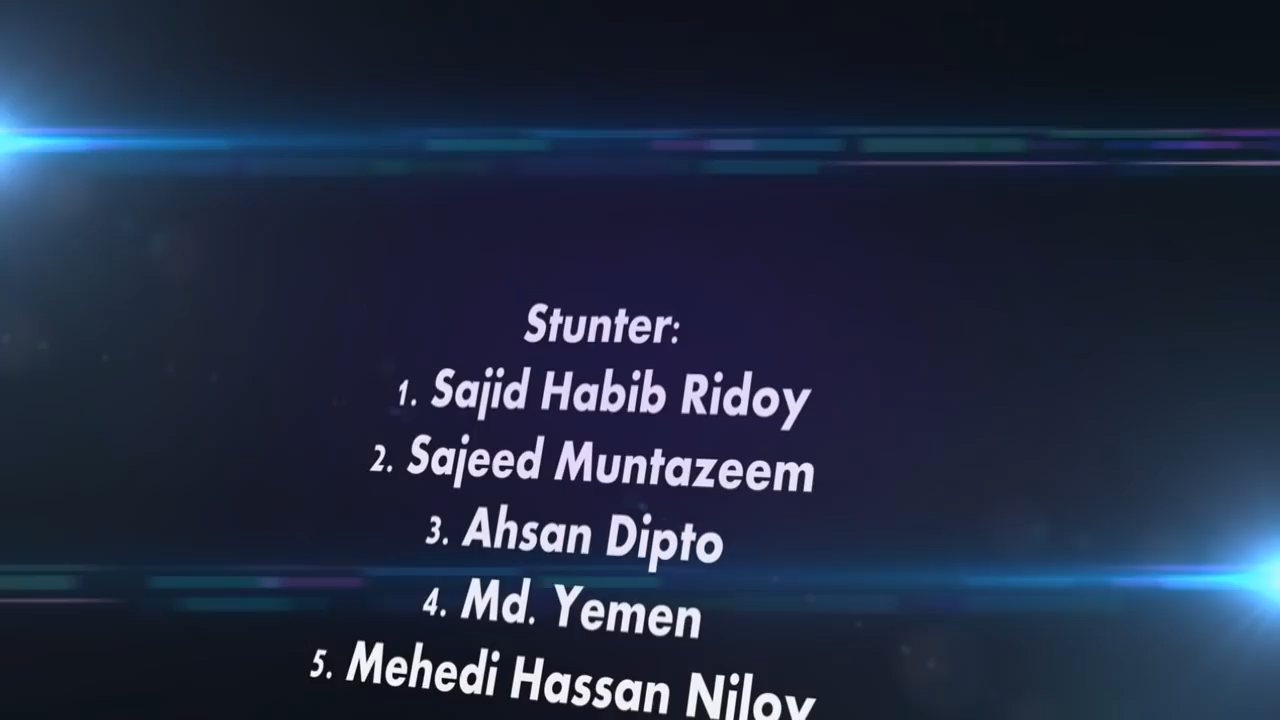 Stunter:
1. Sajid Habib Ridoy
2. Sajeed Muntazeem
3. Ahsan Dipto
4. Md. Yemen
5. Mehedi Hassan Niloy